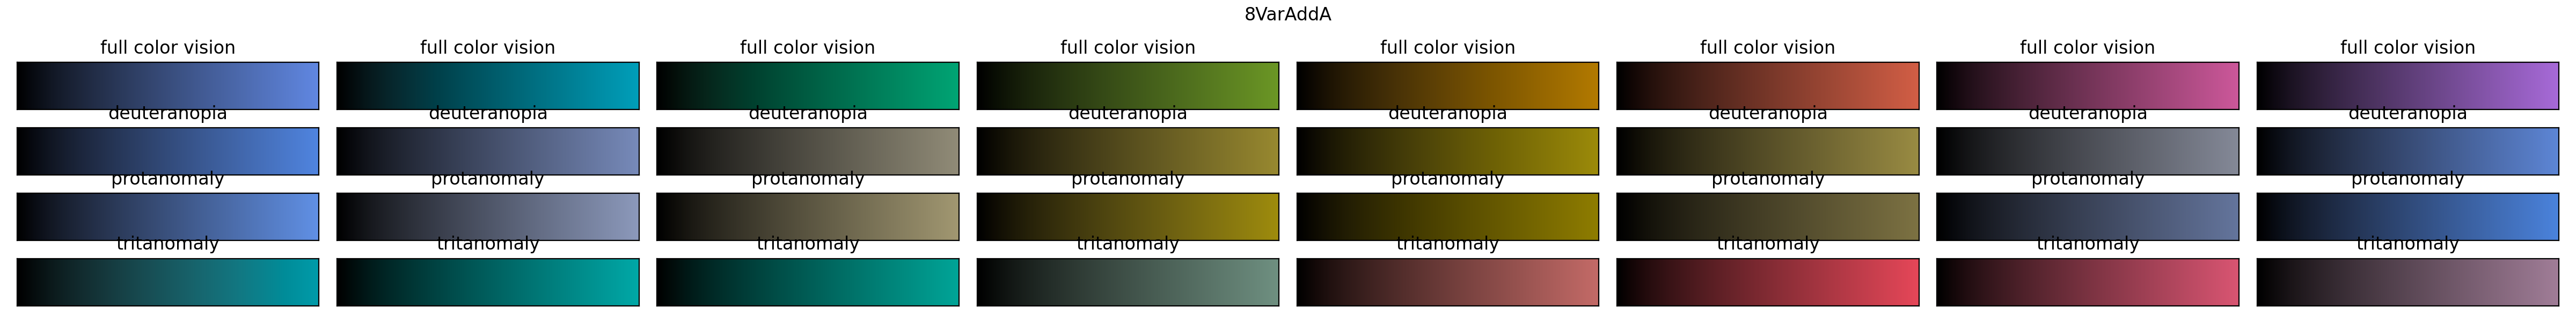 8VarAddA
full color vision full color vision full color vision full color vision full color vision full color vision full color vision full color vision
deuteranopia deuteranopia deuteranopia deuteranopia deuteranopia deuteranopia deuteranopia deuteranopia
protanomaly protanomaly protanomaly protanomaly protanomaly protanomaly protanomaly protanomaly
tritanomaly tritanomaly tritanomaly tritanomaly tritanomaly tritanomaly tritanomaly tritanomaly